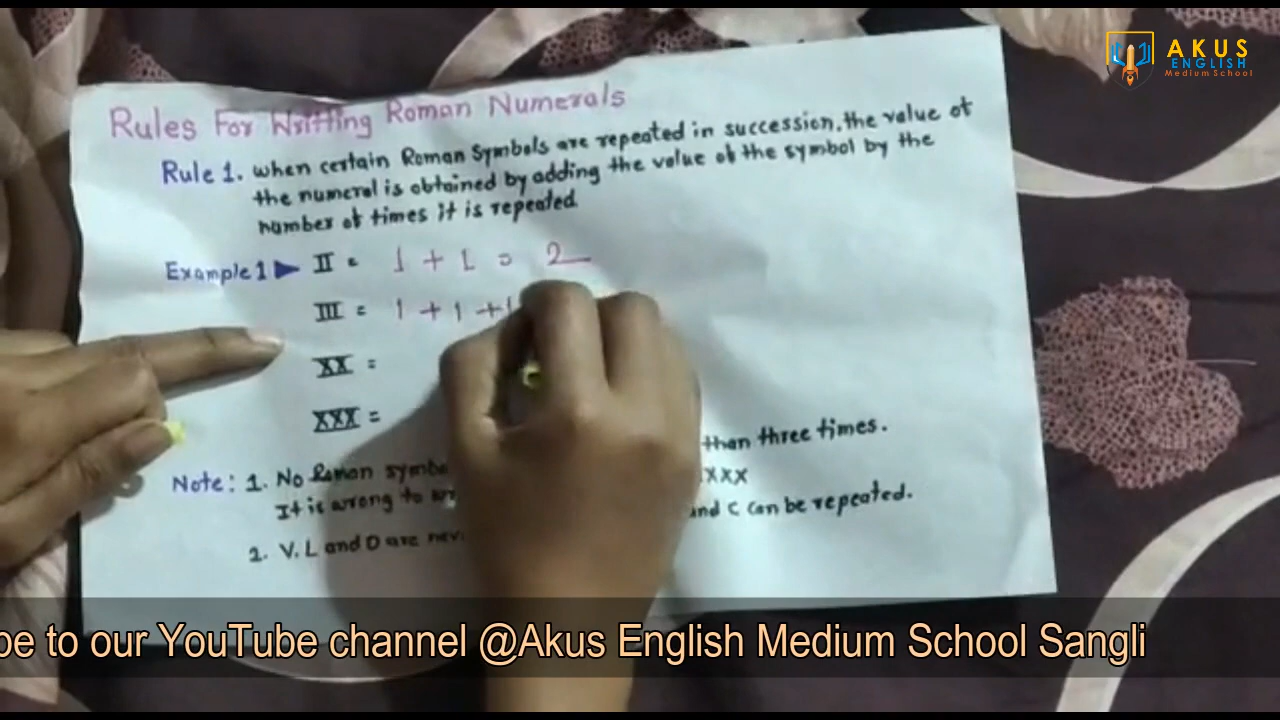 AKUS
ENGLISH
Medium School
Rules For Writting Roman Numerals
Rule 1. When certain Roman Symbols are repeated in succession, the value of
the numeral is obtained by adding the value of the symbol by the
number of times it is repeated.
Example 1 ► II = 1 + 1 = 2
III = 1 + 1 + 1
XX =
XXX =
Note: 1. No Roman than three times.
It is wrong to XXX
2. V. L and D are and C can be repeated.
to our YouTube channel @Akus English Medium School Sangli